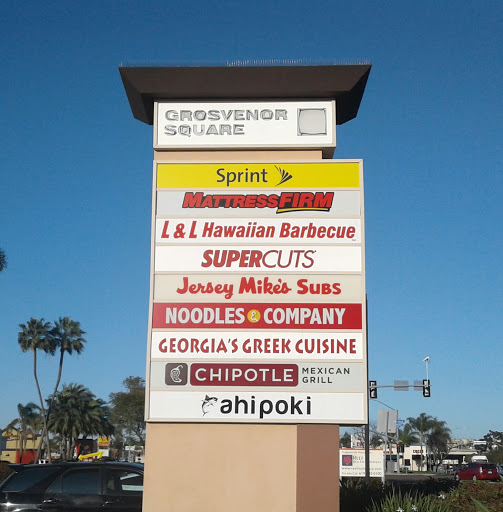 GROSVENOR
SQUARE
Sprint
MATTRESSFIRM
L & L Hawaiian Barbecue
SUPERCUTS
Jersey Mike's SUBS
NOODLES & COMPANY
GEORGIA'S GREEK CUISINE
CHIPOTLE MEXICAN
GRILL
ahipoki